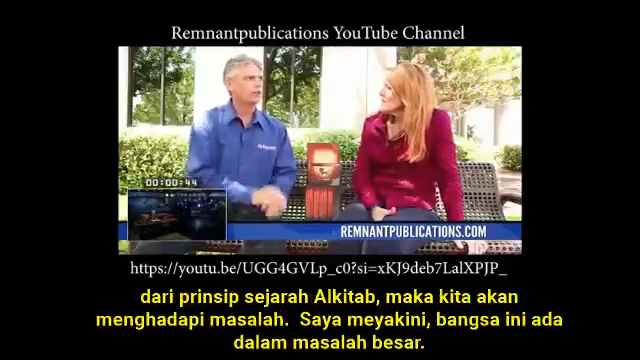 Remnantpublications YouTube Channel
00:00:44
REMNANTPUBLICATIONS.COM
https://youtu.be/UGG4GVLp_c0?si=xKJ9deb7LalXPJP_
dari prinsip sejarah Alkitab, maka kita akan
menghadapi masalah. Saya meyakini, bangsa ini ada
dalam masalah besar.